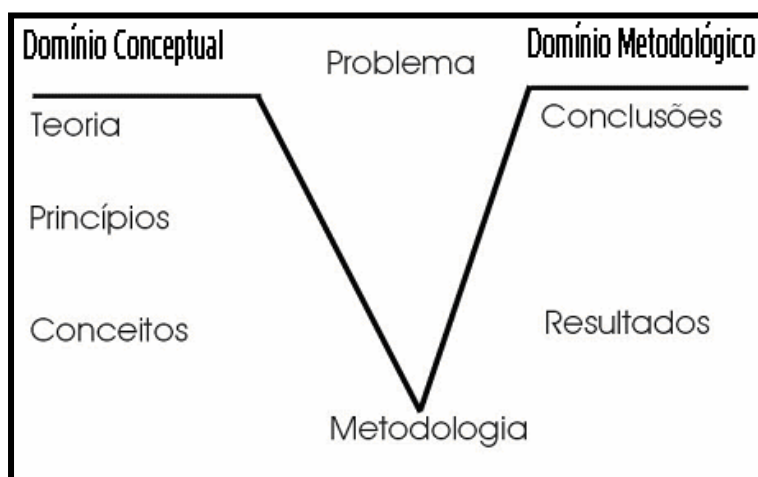 Domínio Conceptual
Problema
Domínio Metodológico
Teoria
Conclusões
Princípios
Conceitos
Resultados
Metodologia